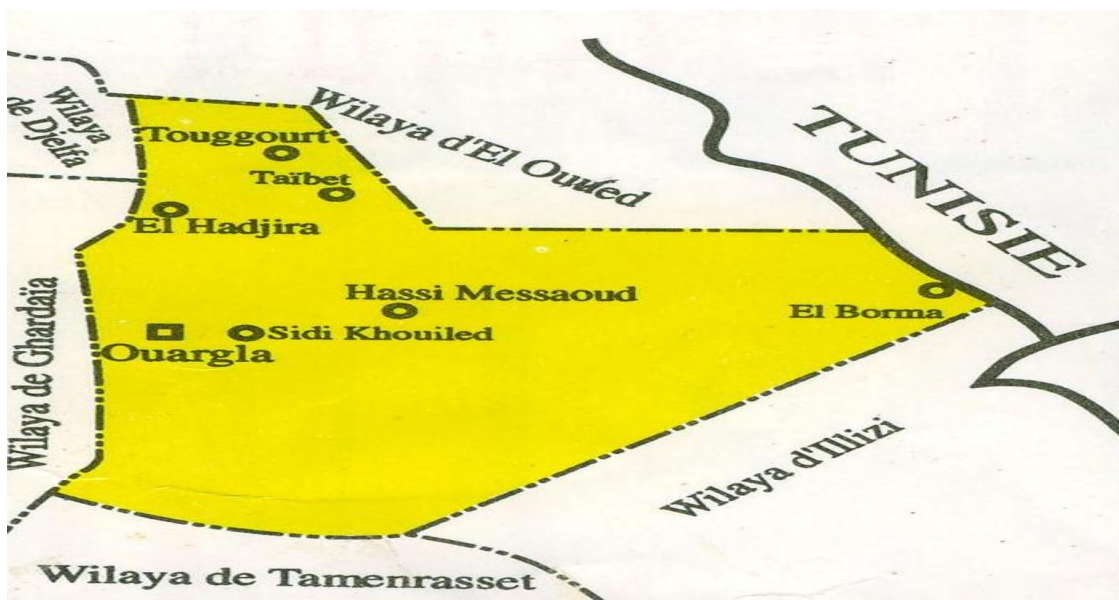 Wilaya
de Djelfa
Wilaya d'El Oued
TUNISIE
Touggourt
Taïbet
El Hadjira
Wilaya de Ghardaïa
Hassi Messaoud
El Borma
Sidi Khouiled
Ouargla
Wilaya d'Illizi
Wilaya de Tamenrasset